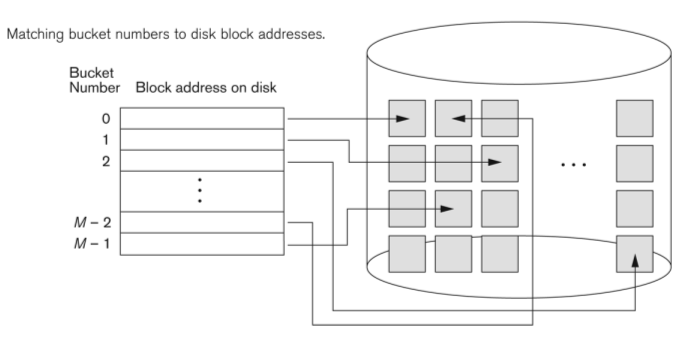 Matching bucket numbers to disk block addresses.
Bucket
Number Block address on disk
0
1
2
M – 2
M – 1